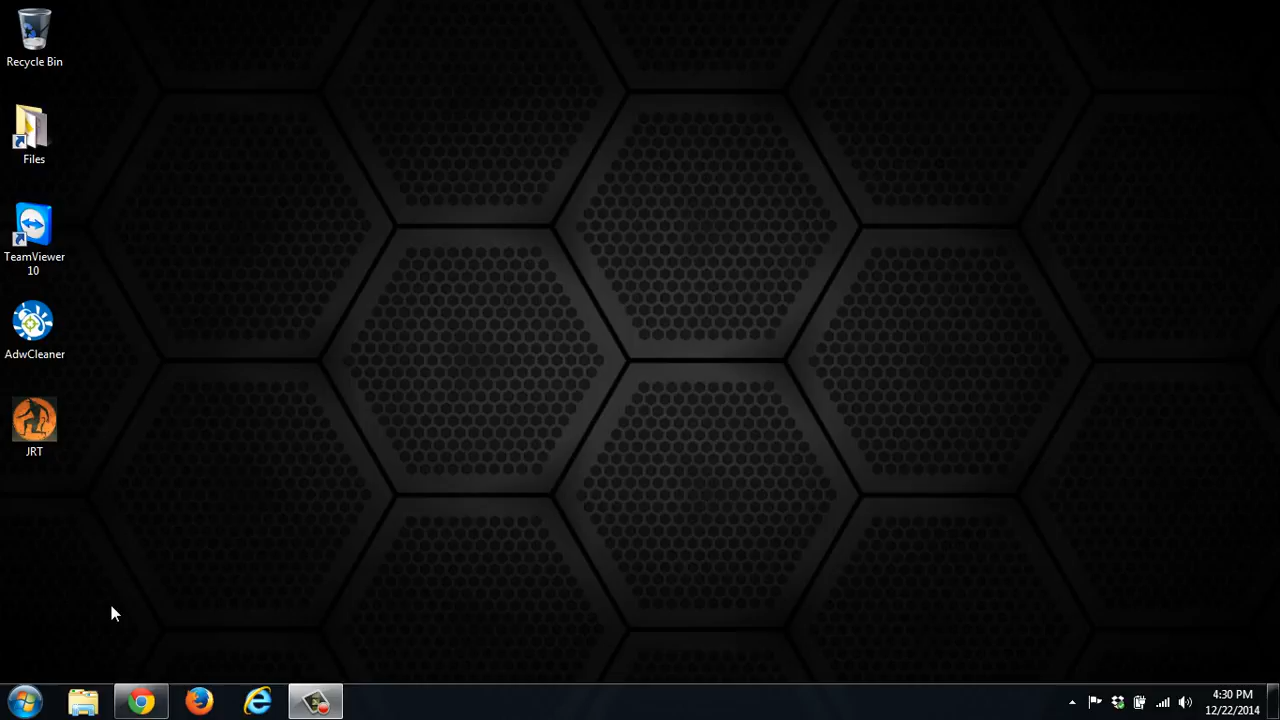 Recycle Bin
Files
TeamViewer
10
AdwCleaner
JRT
4:30 PM
12/22/2014